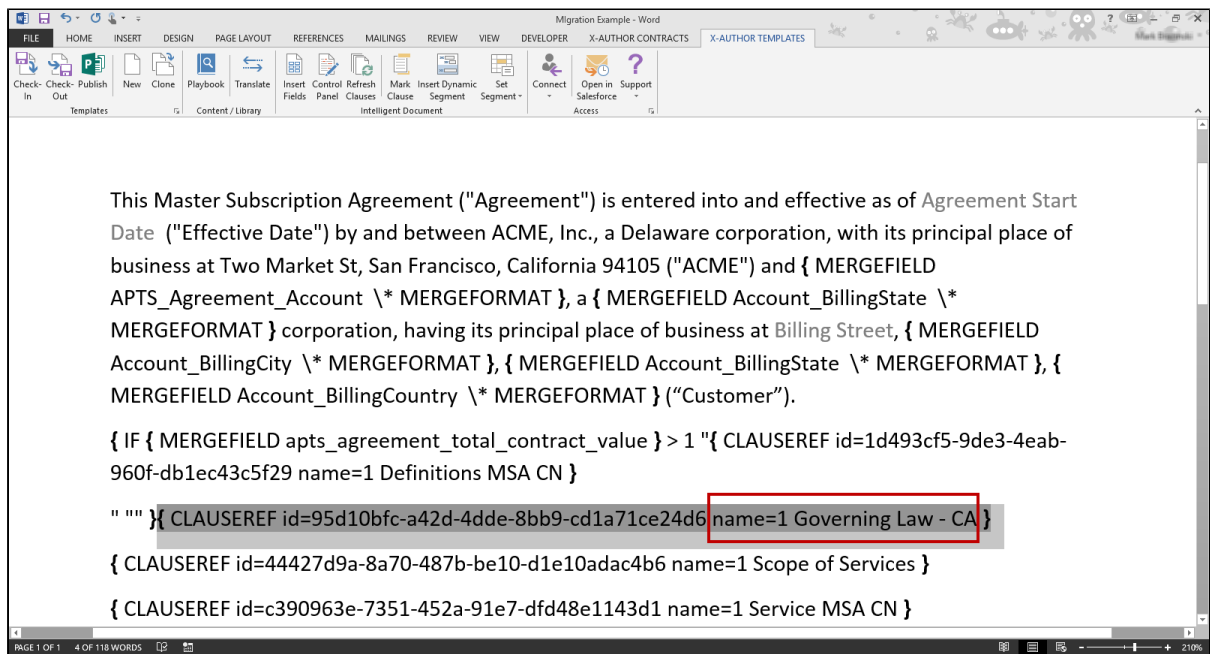 MIgration Example - Word
FILE HOME INSERT DESIGN PAGE LAYOUT REFERENCES MAILINGS REVIEW VIEW DEVELOPER X-AUTHOR CONTRACTS X-AUTHOR TEMPLATES
Check- Check- Publish New Clone Playbook Translate Insert Control Refresh Mark Insert Dynamic Set Connect Open in Support
In Out Fields Panel Clauses Clause Segment Segment Salesforce
Templates Content / Library Intelligent Document Access
This Master Subscription Agreement ("Agreement") is entered into and effective as of Agreement Start
Date ("Effective Date") by and between ACME, Inc., a Delaware corporation, with its principal place of
business at Two Market St, San Francisco, California 94105 ("ACME") and { MERGEFIELD
APTS_Agreement_Account \* MERGEFORMAT }, a { MERGEFIELD Account_BillingState \*
MERGEFORMAT } corporation, having its principal place of business at Billing Street, { MERGEFIELD
Account_BillingCity \* MERGEFORMAT }, { MERGEFIELD Account_BillingState \* MERGEFORMAT }, {
MERGEFIELD Account_BillingCountry \* MERGEFORMAT } (“Customer”).
{ IF { MERGEFIELD apts_agreement_total_contract_value } > 1 "{ CLAUSEREF id=1d493cf5-9de3-4eab-
960f-db1ec43c5f29 name=1 Definitions MSA CN }
" "" }{ CLAUSEREF id=95d10bfc-a42d-4dde-8bb9-cd1a71ce24d6 name=1 Governing Law - CA }
{ CLAUSEREF id=44427d9a-8a70-487b-be10-d1e10adac4b6 name=1 Scope of Services }
{ CLAUSEREF id=c390963e-7351-452a-91e7-dfd48e1143d1 name=1 Service MSA CN }
PAGE 1 OF 1 4 OF 118 WORDS 210%